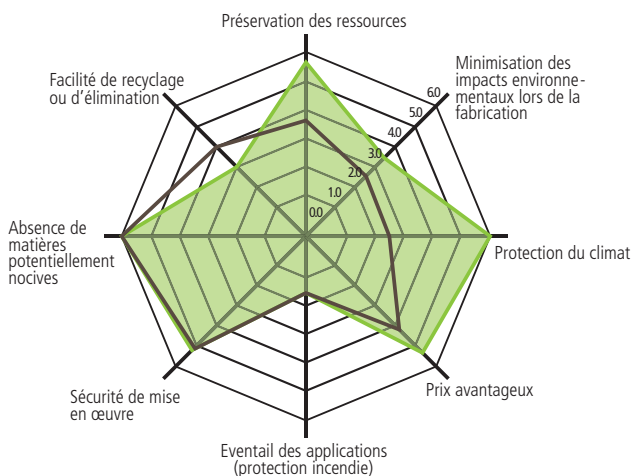 Préservation des ressources
Minimisation des
impacts environne-
mentaux lors de la
fabrication
Facilité de recyclage
ou d'élimination
6.0
5.0
4.0
3.0
2.0
1.0
0.0
Absence de
matières
potentiellement
nocives
Protection du climat
Sécurité de mise
en œuvre
Prix avantageux
Eventail des applications
(protection incendie)